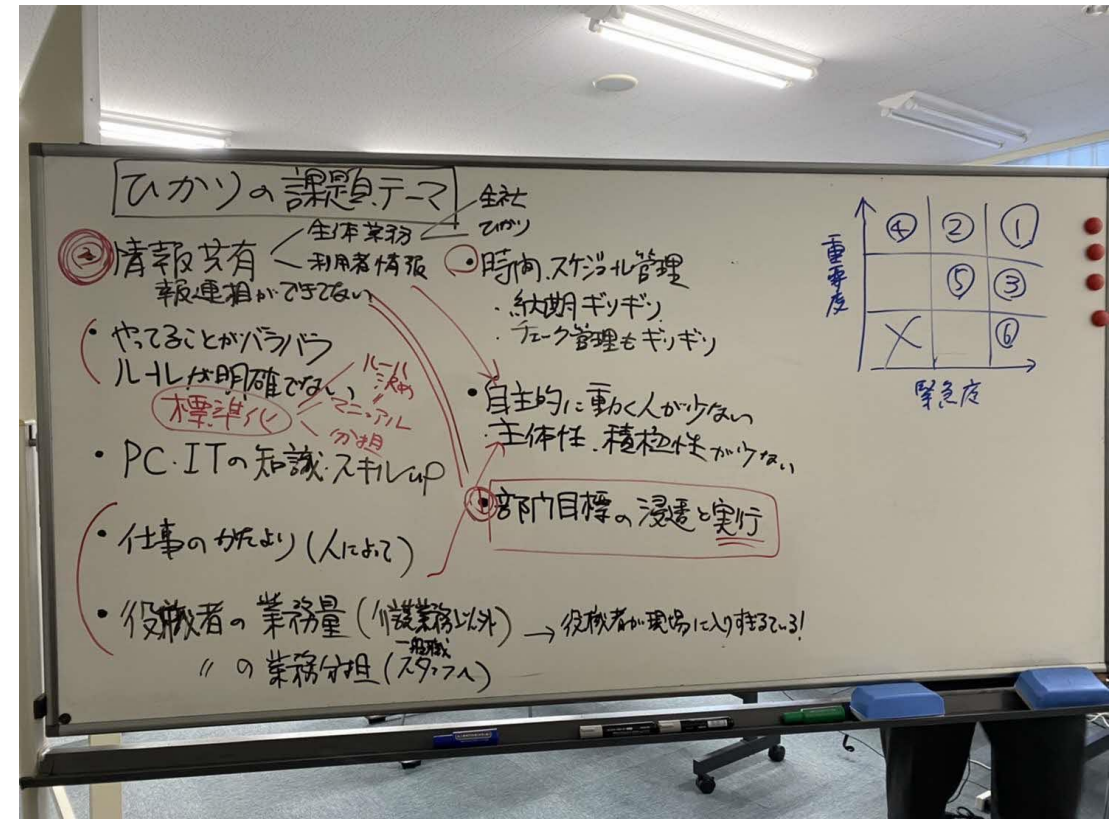 ひかりの課題テーマ
② 情報共有
全体業務
全社
ひかり
利用者情報
報連相ができてない
・やってることがバラバラ
ルールが明確でない
標準化
ルール決め
マニュアル
分担
・PC・ITの知識・スキルup
・仕事のかたより(人によって)
・役職者の業務量(介護業務以外)→役職者が現場に入りすぎている!
〃の業務分担(スタッフへ)
一般職
・時間・スケジュール管理
・納期ギリギリ
・チェーク管理もギリギリ
・自主的に動く人が少ない
・主体性、積極性が少ない
・部門目標の浸透と実行
重要度
④ ② ①
⑤ ③
X ⑥
緊急度